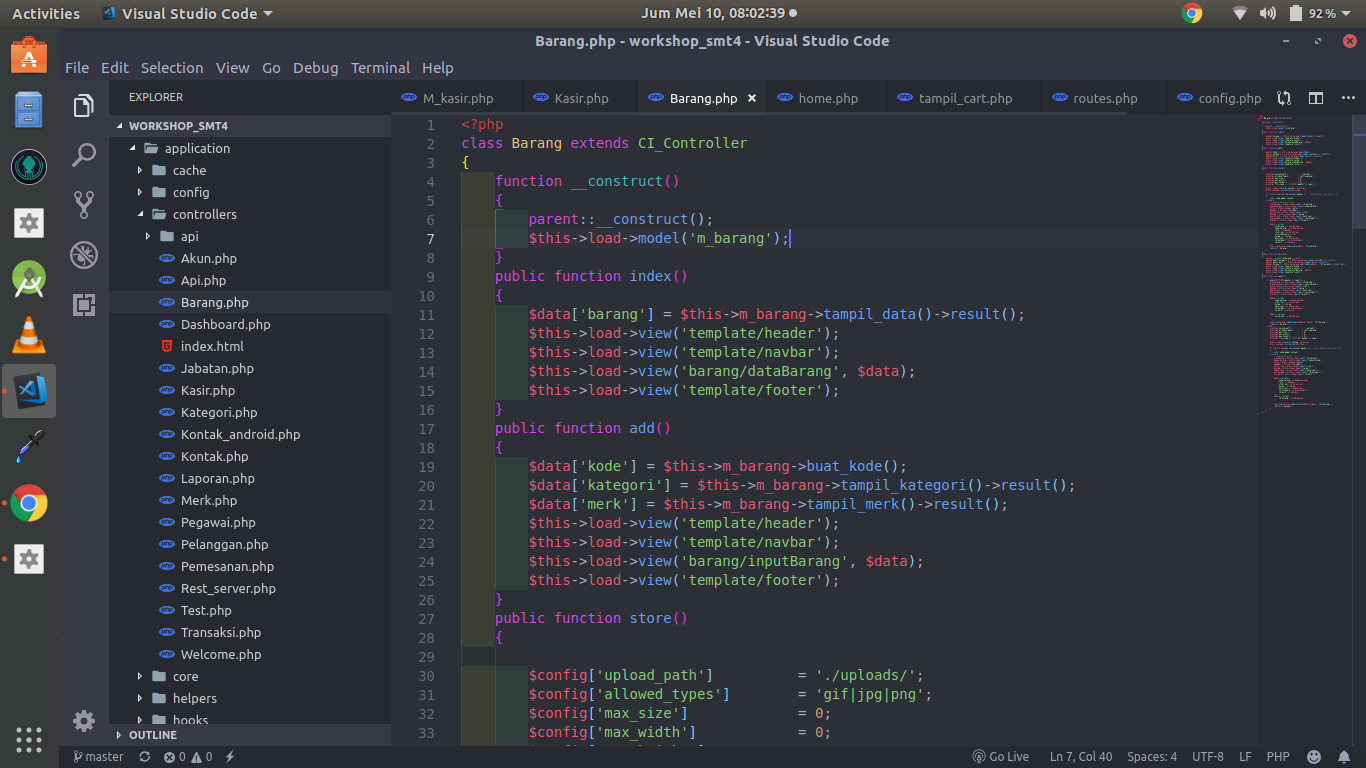 Activities Visual Studio Code Jum Mei 10, 08:02:39 92%
Barang.php - workshop_smt4 - Visual Studio Code
File Edit Selection View Go Debug Terminal Help
EXPLORER
M_kasir.php Kasir.php Barang.php home.php tampil_cart.php routes.php config.php
WORKSHOP_SMT4
application
cache
config
controllers
api
Akun.php
Api.php
Barang.php
Dashboard.php
index.html
Jabatan.php
Kasir.php
Kategori.php
Kontak_android.php
Kontak.php
Laporan.php
Merk.php
Pegawai.php
Pelanggan.php
Pemesanan.php
Rest_server.php
Test.php
Transaksi.php
Welcome.php
core
helpers
hooks
OUTLINE
1 <?php
2 class Barang extends CI_Controller
3 {
4 function __construct()
5 {
6 parent::__construct();
7 $this->load->model('m_barang');
8 }
9 public function index()
10 {
11 $data['barang'] = $this->m_barang->tampil_data()->result();
12 $this->load->view('template/header');
13 $this->load->view('template/navbar');
14 $this->load->view('barang/dataBarang', $data);
15 $this->load->view('template/footer');
16 }
17 public function add()
18 {
19 $data['kode'] = $this->m_barang->buat_kode();
20 $data['kategori'] = $this->m_barang->tampil_kategori()->result();
21 $data['merk'] = $this->m_barang->tampil_merk()->result();
22 $this->load->view('template/header');
23 $this->load->view('template/navbar');
24 $this->load->view('barang/inputBarang', $data);
25 $this->load->view('template/footer');
26 }
27 public function store()
28 {
29
30 $config['upload_path'] = './uploads/';
31 $config['allowed_types'] = 'gif|jpg|png';
32 $config['max_size'] = 0;
33 $config['max_width'] = 0;
master 0 0 Go Live Ln 7, Col 40 Spaces: 4 UTF-8 LF PHP